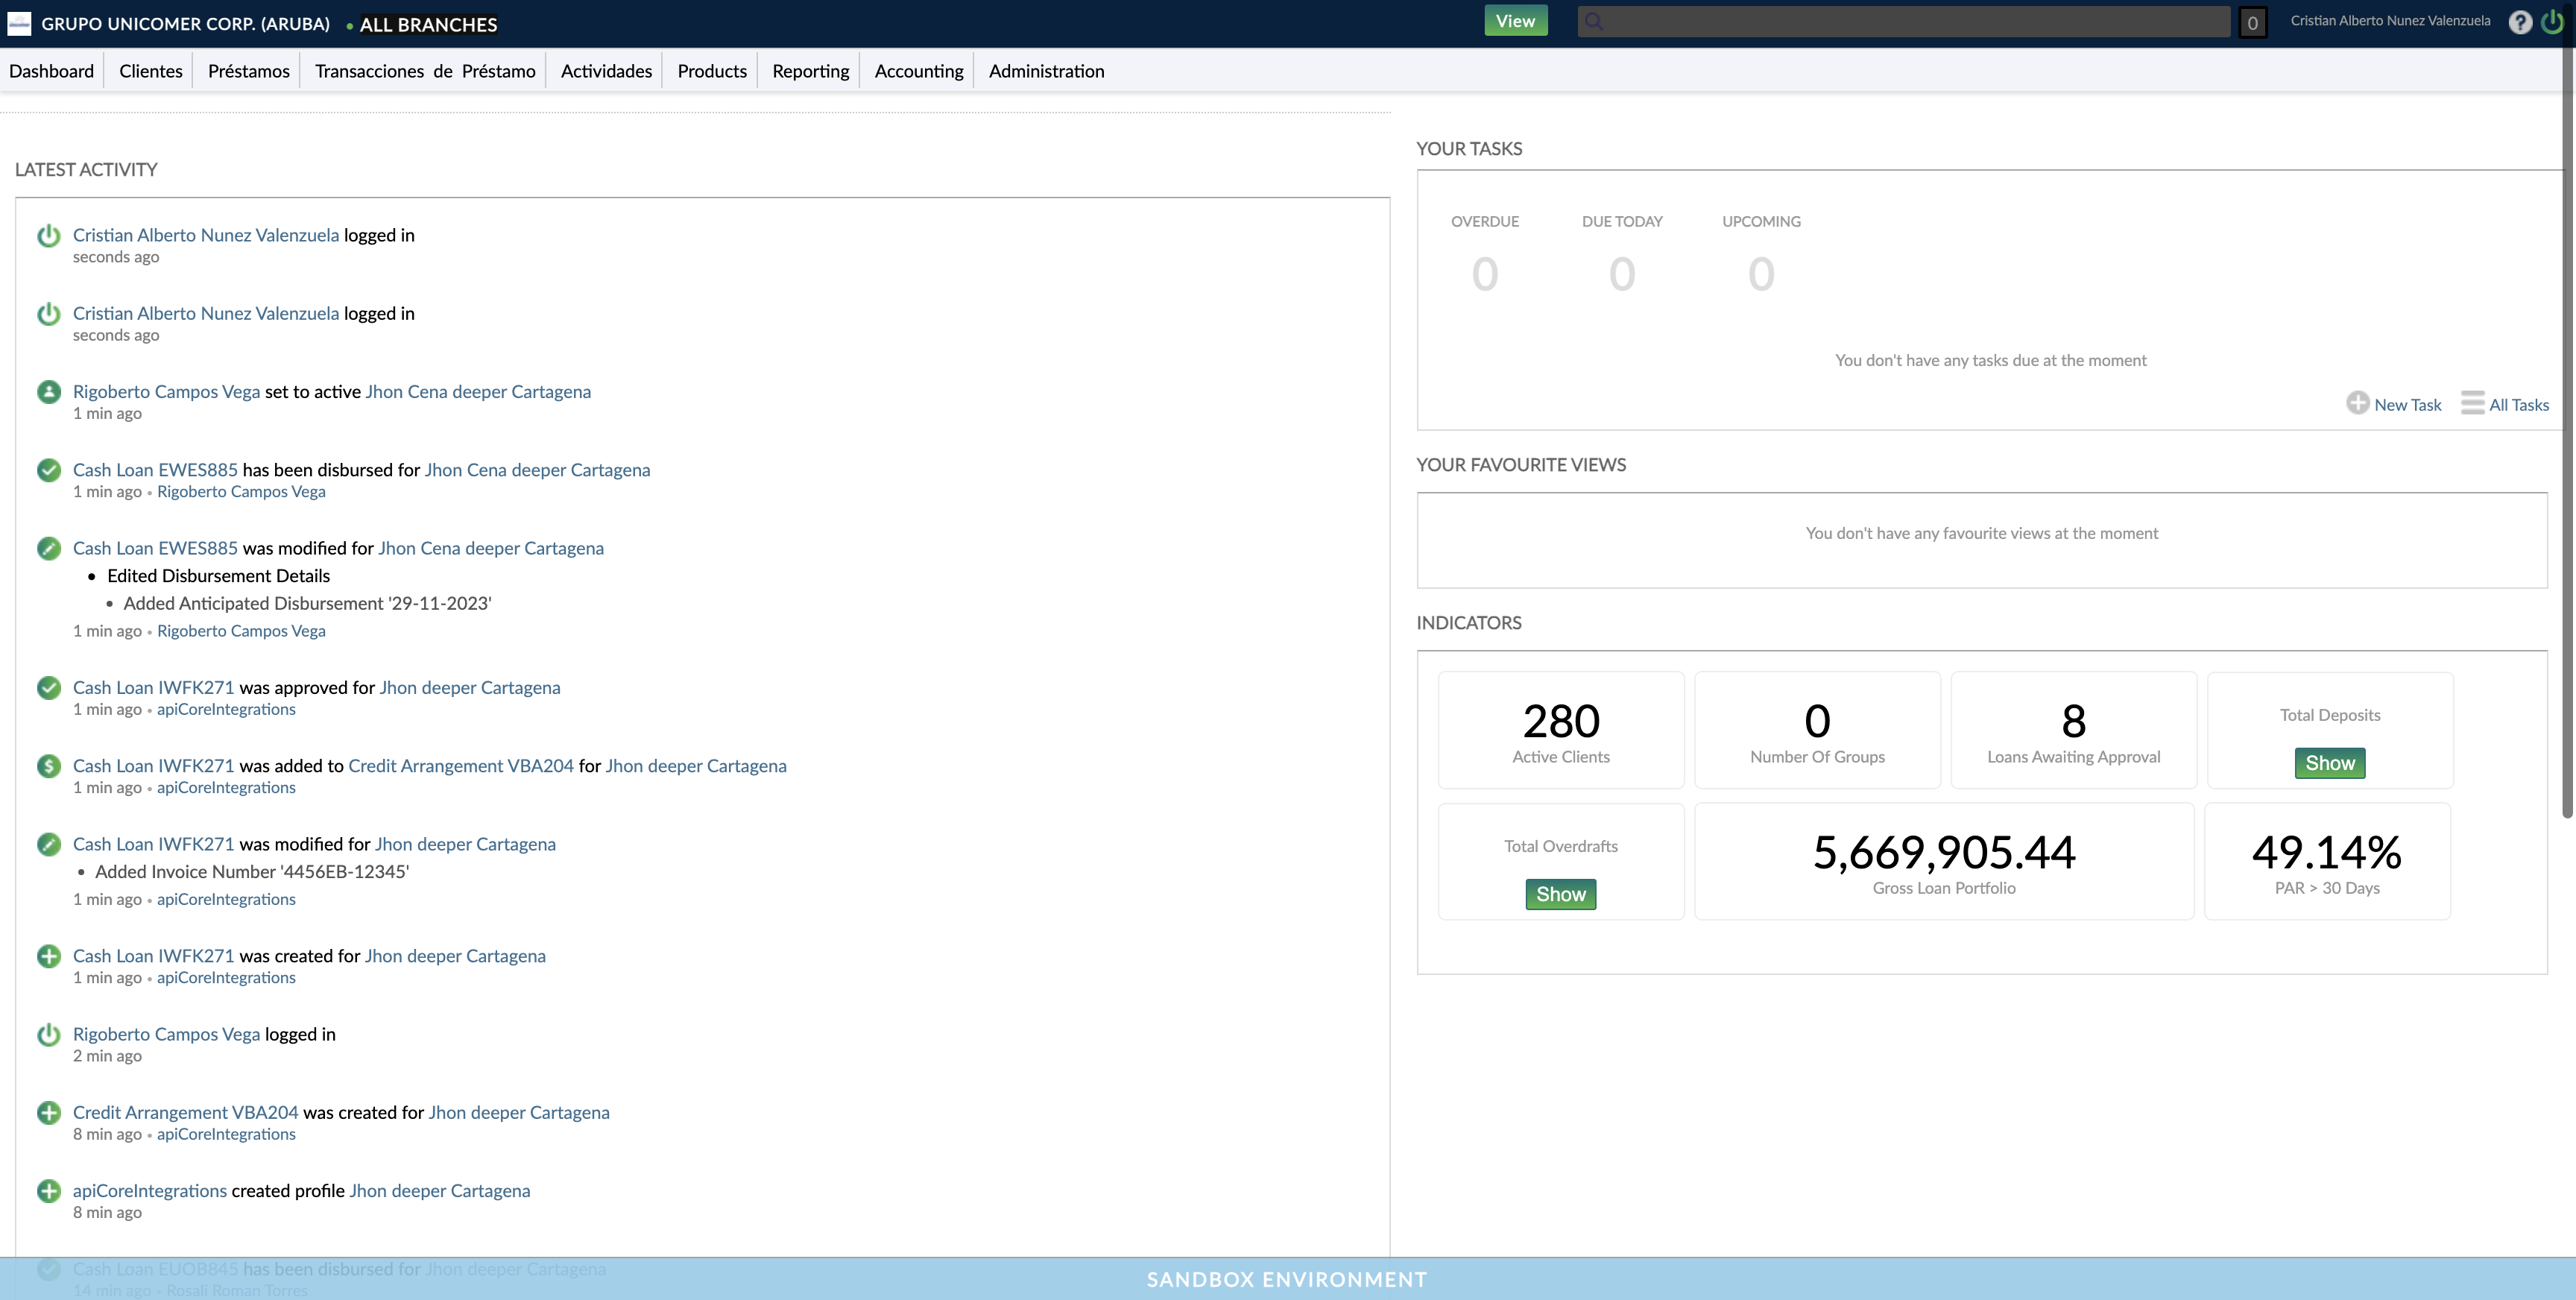 GRUPO UNICOMER CORP. (ARUBA) • ALL BRANCHES
View
0
Cristian Alberto Nunez Valenzuela
?
Dashboard
Clientes
Préstamos
Transacciones de Préstamo
Actividades
Products
Reporting
Accounting
Administration
LATEST ACTIVITY
Cristian Alberto Nunez Valenzuela logged in
seconds ago
Cristian Alberto Nunez Valenzuela logged in
seconds ago
Rigoberto Campos Vega set to active Jhon Cena deeper Cartagena
1 min ago
Cash Loan EWES885 has been disbursed for Jhon Cena deeper Cartagena
1 min ago • Rigoberto Campos Vega
Cash Loan EWES885 was modified for Jhon Cena deeper Cartagena
• Edited Disbursement Details
• Added Anticipated Disbursement '29-11-2023'
1 min ago • Rigoberto Campos Vega
Cash Loan IWFK271 was approved for Jhon deeper Cartagena
1 min ago • apiCoreIntegrations
Cash Loan IWFK271 was added to Credit Arrangement VBA204 for Jhon deeper Cartagena
1 min ago • apiCoreIntegrations
Cash Loan IWFK271 was modified for Jhon deeper Cartagena
• Added Invoice Number '4456EB-12345'
1 min ago • apiCoreIntegrations
Cash Loan IWFK271 was created for Jhon deeper Cartagena
1 min ago • apiCoreIntegrations
Rigoberto Campos Vega logged in
2 min ago
Credit Arrangement VBA204 was created for Jhon deeper Cartagena
8 min ago • apiCoreIntegrations
apiCoreIntegrations created profile Jhon deeper Cartagena
8 min ago
Cash Loan EUOB845 has been disbursed for Jhon deeper Cartagena
14 min ago • Rosali Roman Torres
YOUR TASKS
OVERDUE
DUE TODAY
UPCOMING
0
0
0
You don't have any tasks due at the moment
New Task
All Tasks
YOUR FAVOURITE VIEWS
You don't have any favourite views at the moment
INDICATORS
280
Active Clients
0
Number Of Groups
8
Loans Awaiting Approval
Total Deposits
Show
Total Overdrafts
Show
5,669,905.44
Gross Loan Portfolio
49.14%
PAR > 30 Days
SANDBOX ENVIRONMENT